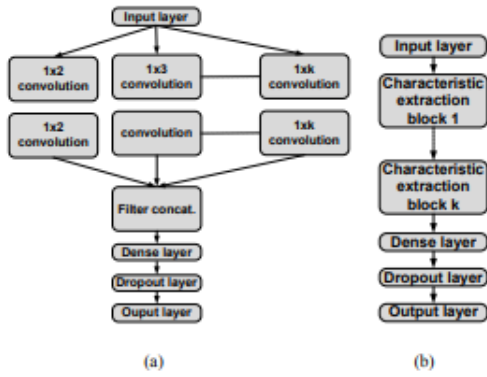 Input layer
1x2
convolution
1x3
convolution
1xk
convolution
1x2
convolution
convolution
1xk
convolution
Filter concat.
Dense layer
Dropout layer
Ouput layer
(a)
Input layer
Characteristic
extraction
block 1
Characteristic
extraction
block k
Dense layer
Dropout layer
Output layer
(b)